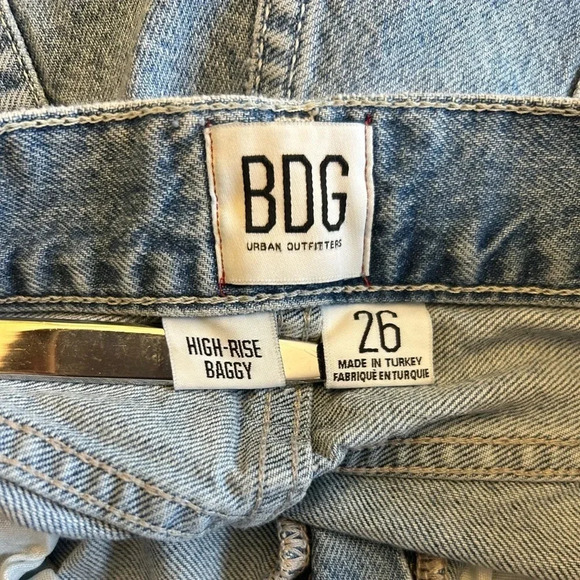 BDG
URBAN OUTFITTERS
HIGH-RISE
BAGGY
26
MADE IN TURKEY
FABRIQUÉ EN TURQUIE